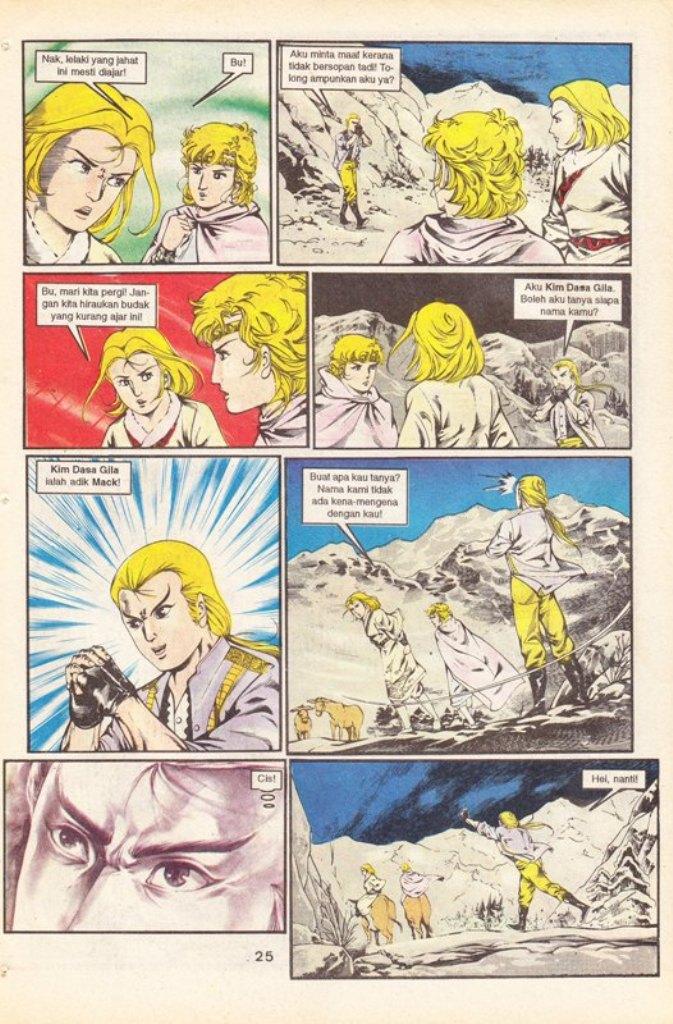 Nak, lelaki yang jahat
ini mesti diajar!
Bu!
Aku minta maaf kerana
tidak bersopan tadi! To-
long ampunkan aku ya?
Bu, mari kita pergi! Jan-
gan kita hiraukan budak
yang kurang ajar ini!
Aku Kim Dasa Gila.
Boleh aku tanya siapa
nama kamu?
Kim Dasa Gila
ialah adik Mack!
Buat apa kau tanya?
Nama kami tidak
ada kena-mengena
dengan kau!
Cis!
Hei, nanti!
25